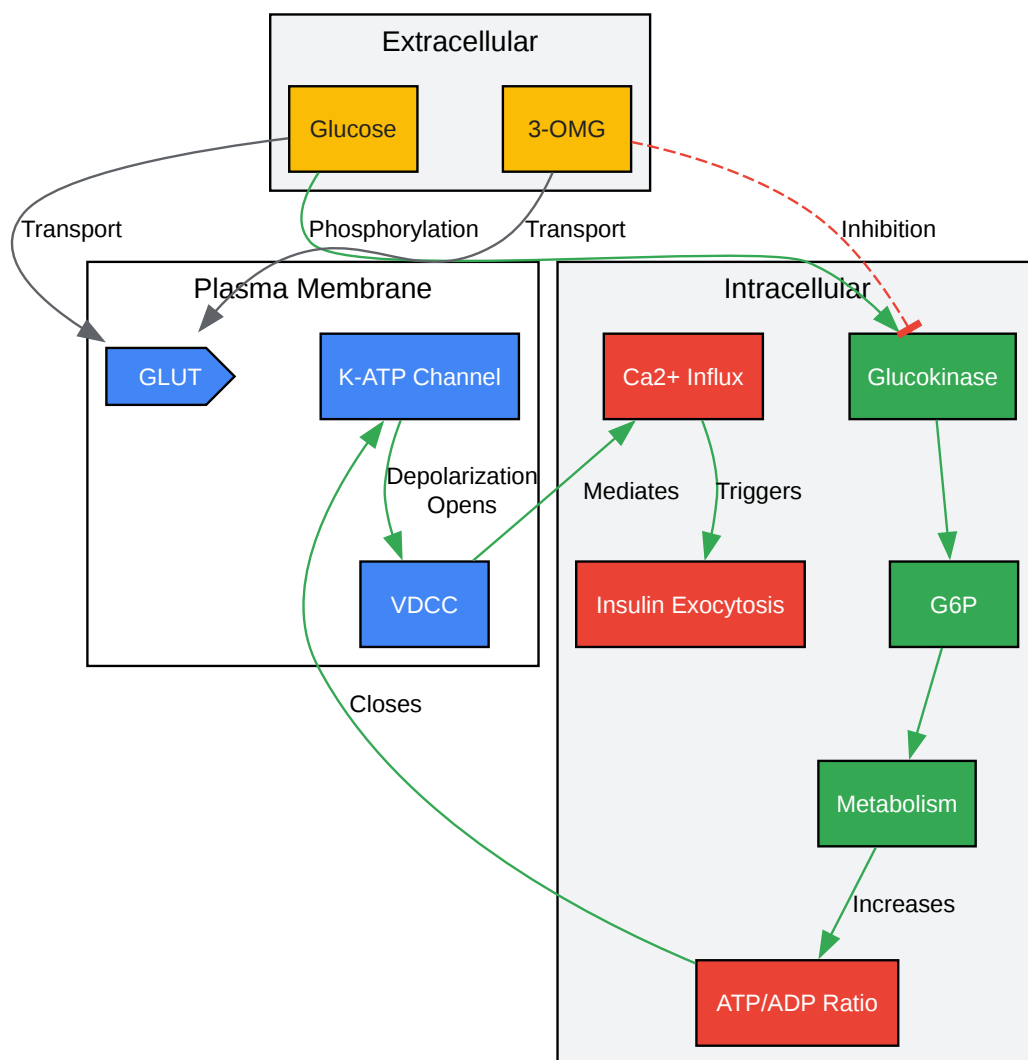 Extracellular
Glucose
3-OMG
Transport
Phosphorylation
Transport
Inhibition
Plasma Membrane
Intracellular
GLUT
K-ATP Channel
Ca2+ Influx
Glucokinase
Depolarization
Opens
Mediates
Triggers
VDCC
Insulin Exocytosis
G6P
Closes
Metabolism
Increases
ATP/ADP Ratio